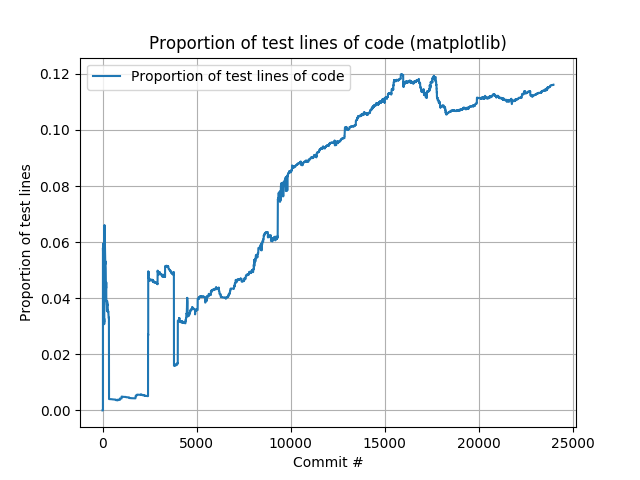 Proportion of test lines of code (matplotlib)
Proportion of test lines of code
0.12
0.10
0.08
0.06
0.04
0.02
0.00
Proportion of test lines
0 5000 10000 15000 20000 25000
Commit #